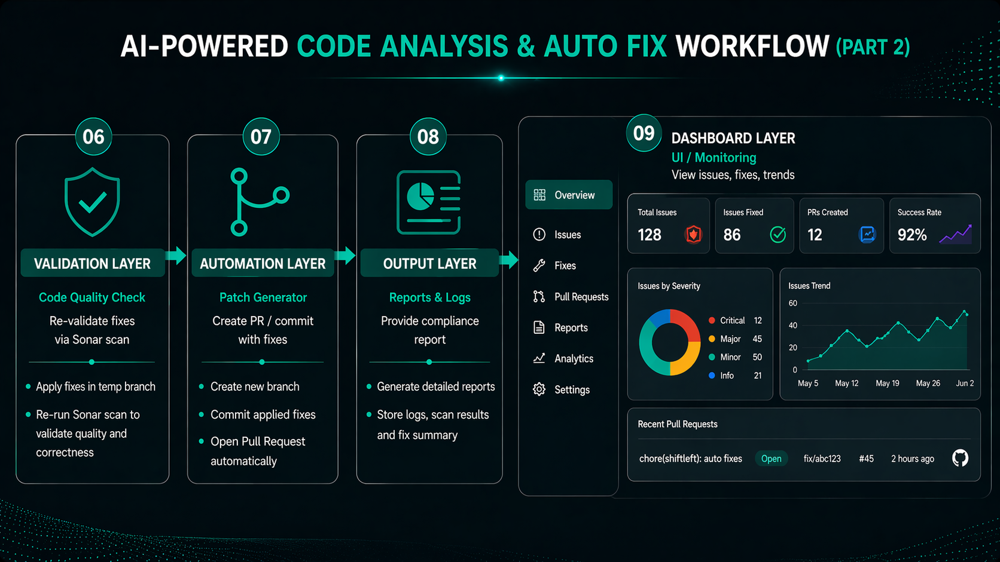 AI-POWERED CODE ANALYSIS & AUTO FIX WORKFLOW (PART 2)
06
VALIDATION LAYER
Code Quality Check
Re-validate fixes
via Sonar scan
Apply fixes in temp branch
Re-run Sonar scan to
validate quality and
correctness
07
AUTOMATION LAYER
Patch Generator
Create PR / commit
with fixes
Create new branch
Commit applied fixes
Open Pull Request
automatically
08
OUTPUT LAYER
Reports & Logs
Provide compliance
report
Generate detailed reports
Store logs, scan results
and fix summary
09
DASHBOARD LAYER
UI / Monitoring
View issues, fixes, trends
Overview
Issues
Fixes
Pull Requests
Reports
Analytics
Settings
Total Issues
128
Issues Fixed
86
PRs Created
12
Success Rate
92%
Issues by Severity
Critical 12
Major 45
Minor 50
Info 21
Issues Trend
60
40
20
0
May 5 May 12 May 19 May 26 Jun 2
Recent Pull Requests
chore(shiftleft): auto fixes Open fix/abc123 #45 2 hours ago